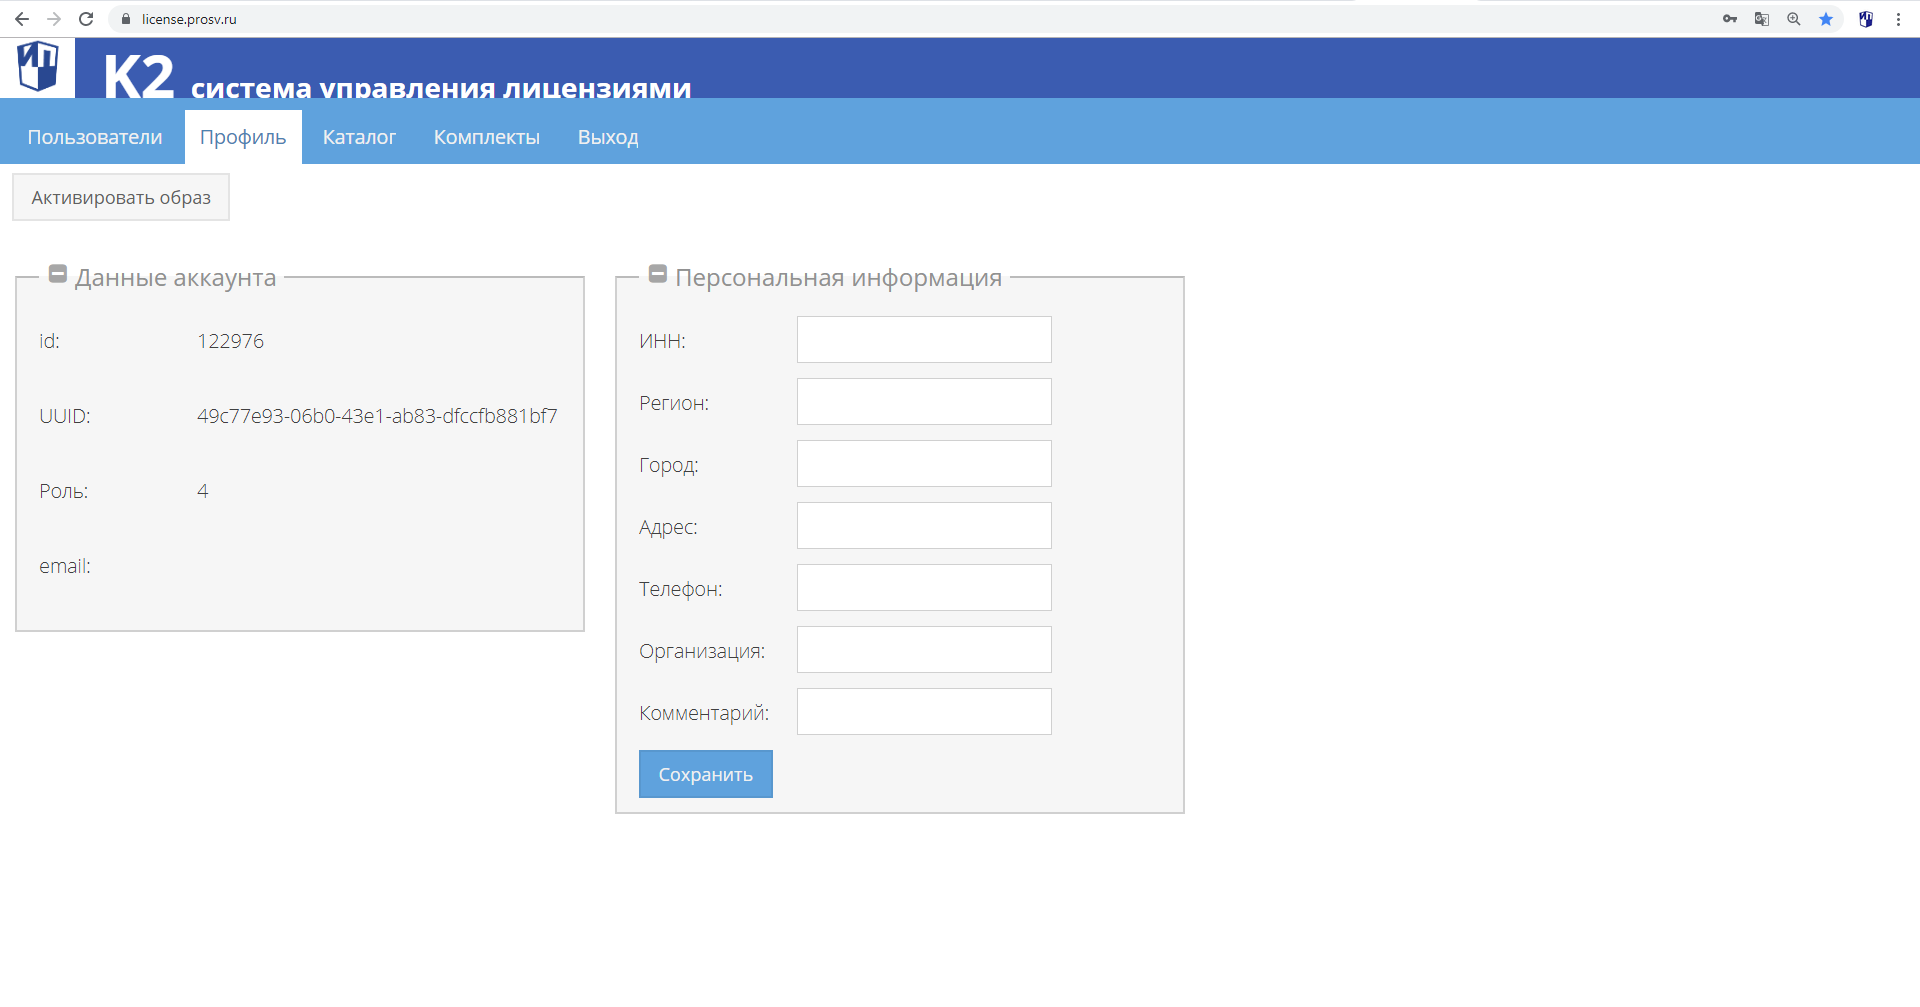 license.prosv.ru
ИП
К2 система управления лицензиями
Пользователи Профиль Каталог Комплекты Выход
Активировать образ
Данные аккаунта
id: 122976
UUID: 49c77e93-06b0-43e1-ab83-dfccfb881bf7
Роль: 4
email:
Персональная информация
ИНН:
Регион:
Город:
Адрес:
Телефон:
Организация:
Комментарий:
Сохранить